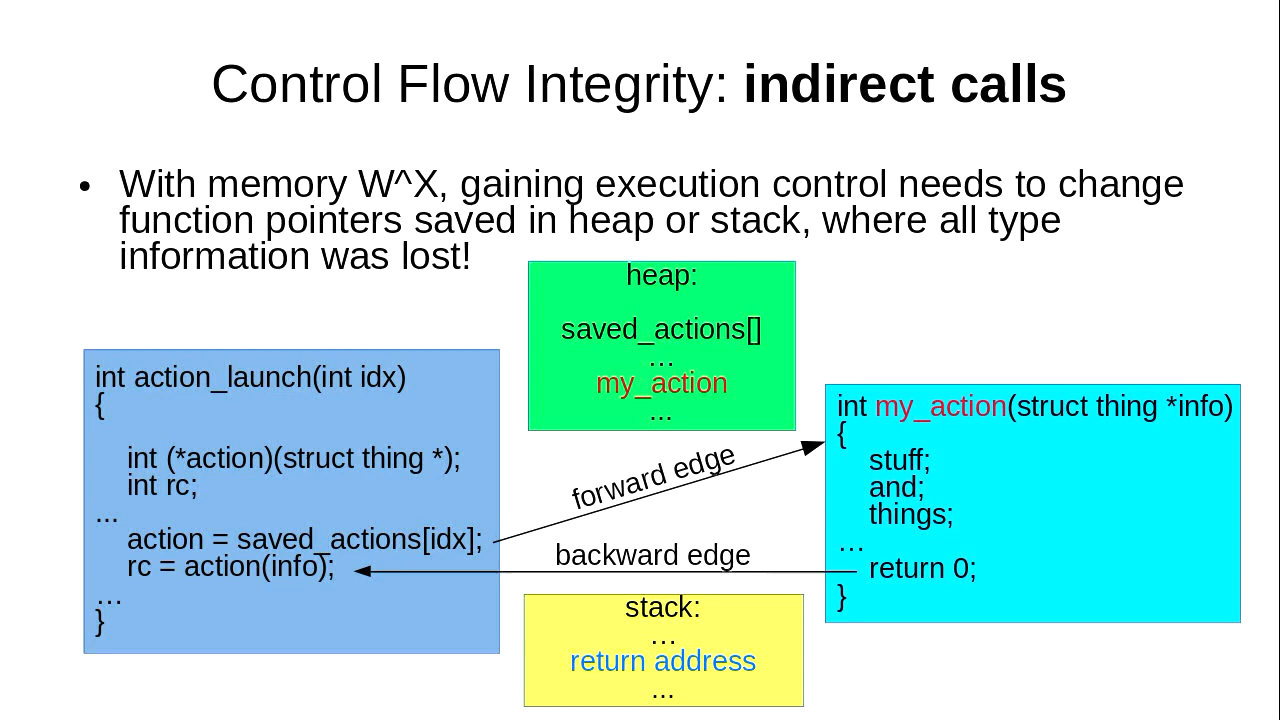 Control Flow Integrity: indirect calls
• With memory W^X, gaining execution control needs to change
function pointers saved in heap or stack, where all type
information was lost!
heap:
saved_actions[]
...
my_action
...
int action_launch(int idx)
{
int (*action)(struct thing *);
int rc;
...
action = saved_actions[idx];
rc = action(info);
...
}
forward edge
backward edge
int my_action(struct thing *info)
{
stuff;
and;
things;
...
return 0;
}
stack:
...
return address
...